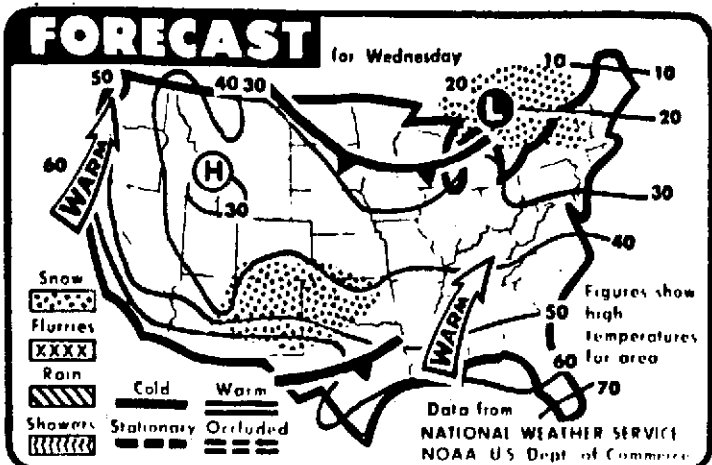 FORECAST for Wednesday
50 40 30 20 10 10
L 20
60 H
WARM 30 30
40
Snow
Flurries
Rain
Showers
Cold Warm
Stationary Occluded
WARM
50 Figures show
high
temperatures
60 for area
70
Data from
NATIONAL WEATHER SERVICE
NOAA U S Dept of Commerce